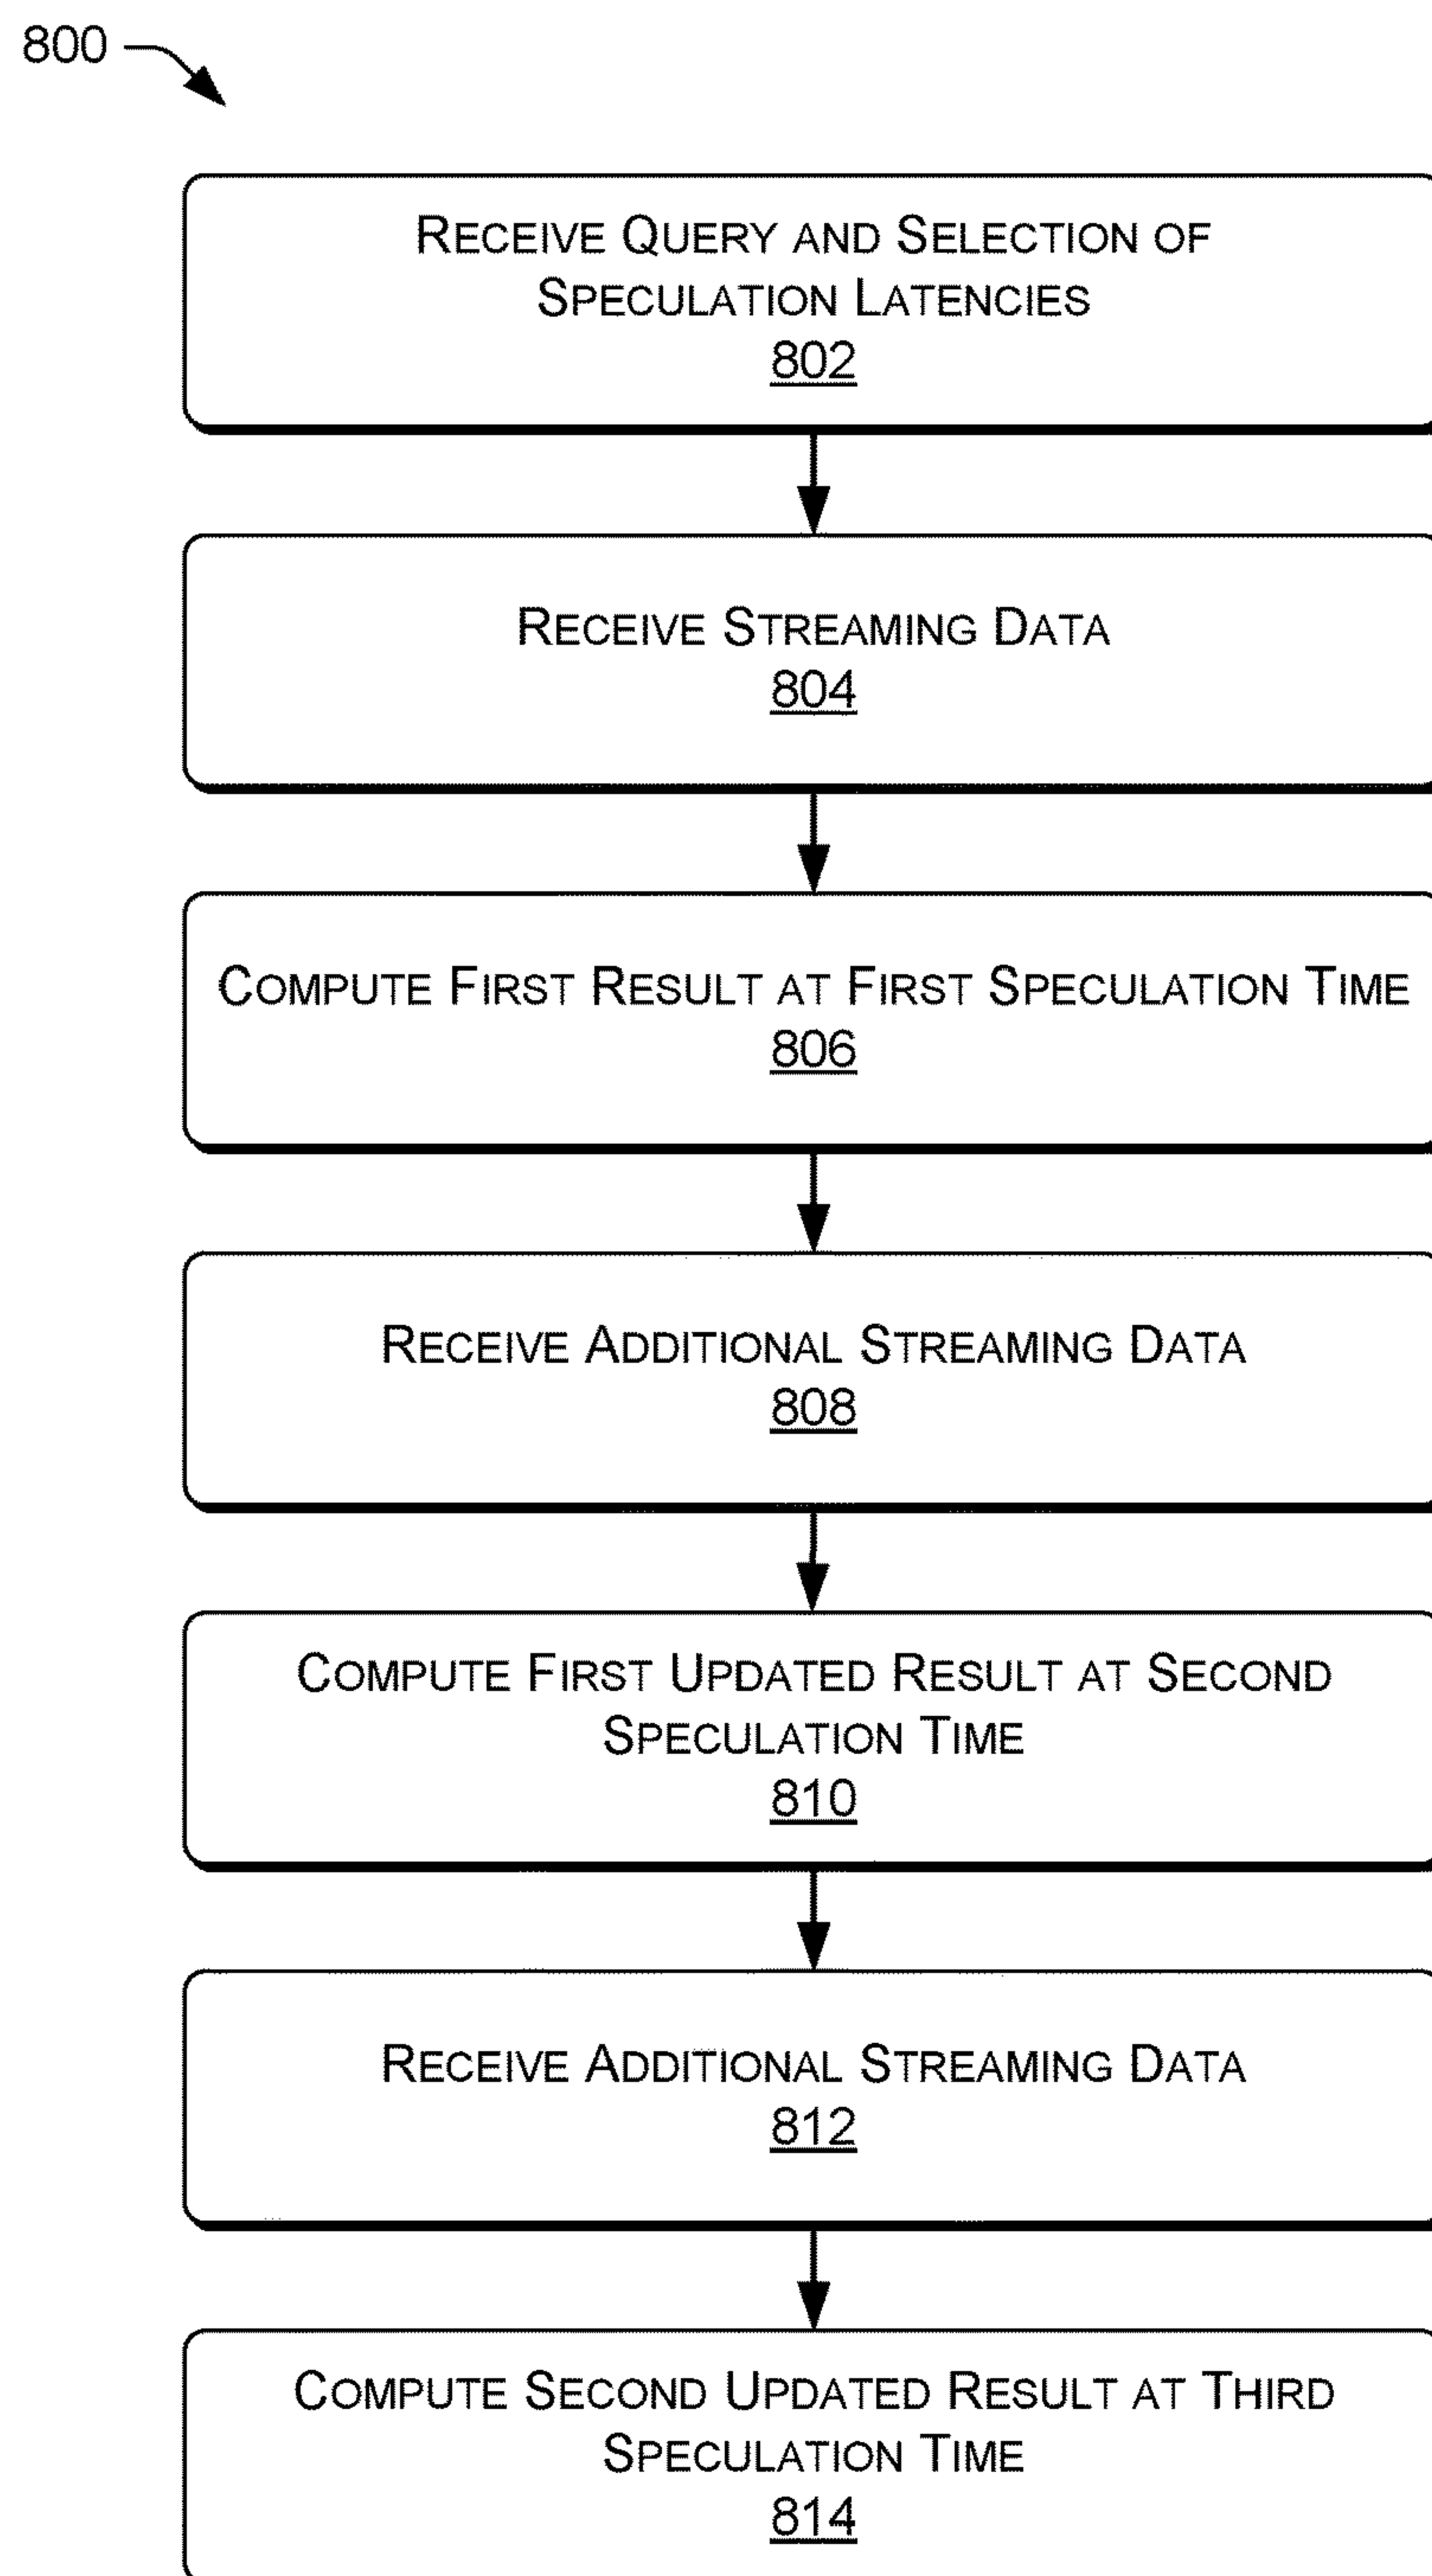 800
Receive Query and Selection of
Speculation Latencies
802
Receive Streaming Data
804
Compute First Result at First Speculation Time
806
Receive Additional Streaming Data
808
Compute First Updated Result at Second
Speculation Time
810
Receive Additional Streaming Data
812
Compute Second Updated Result at Third
Speculation Time
814